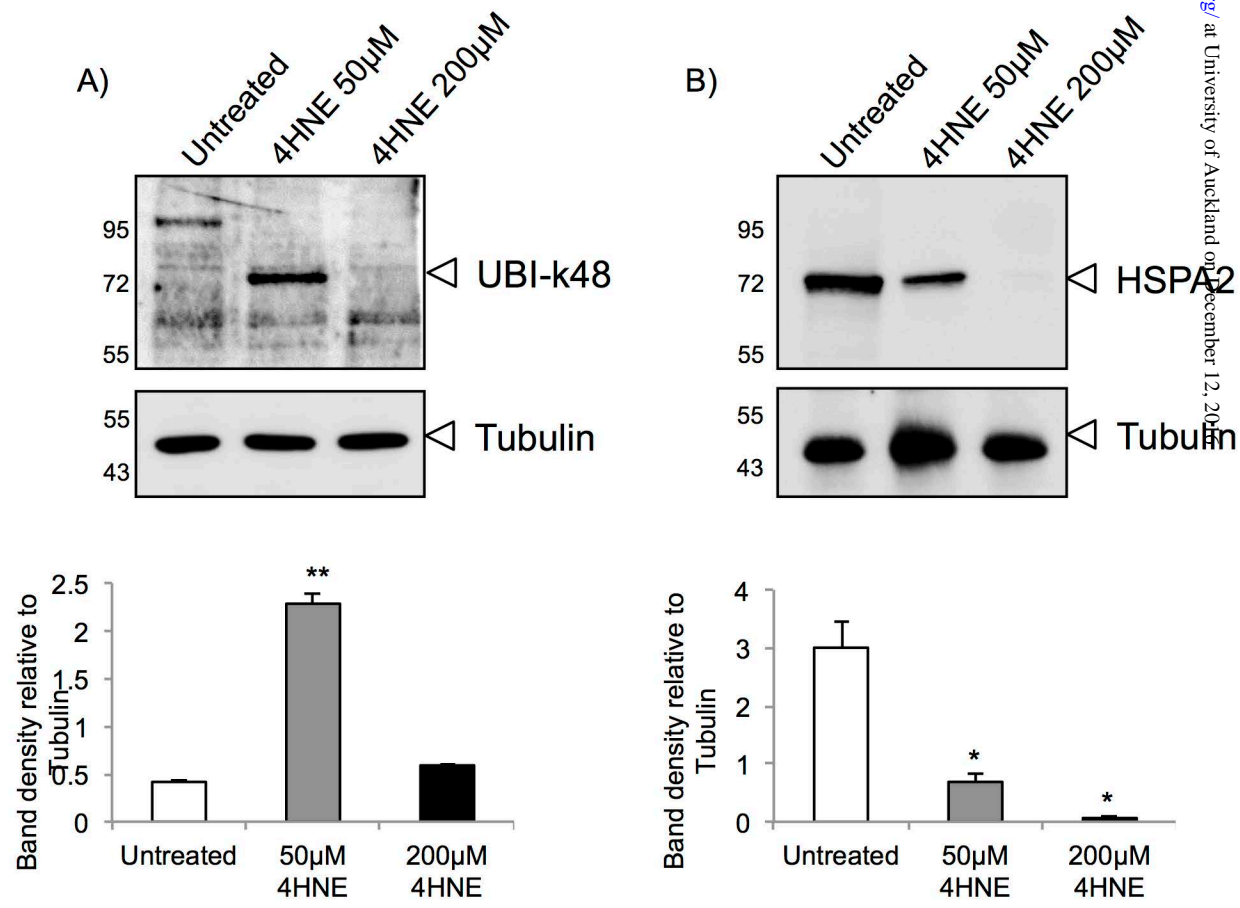 A)
Untreated
4HNE 50µM
4HNE 200µM
95
72
55
UBI-k48
55
43
Tubulin
Band density relative to
Tubulin
2.5
2
1.5
1
0.5
0
**
Untreated
50µM
4HNE
200µM
4HNE
B)
Untreated
4HNE 50µM
4HNE 200µM
95
72
55
HSPA2
55
43
Tubulin
Band density relative to
Tubulin
4
3
2
1
0
*
*
Untreated
50µM
4HNE
200µM
4HNE
rg/ at University of Auckland on December 12, 2016